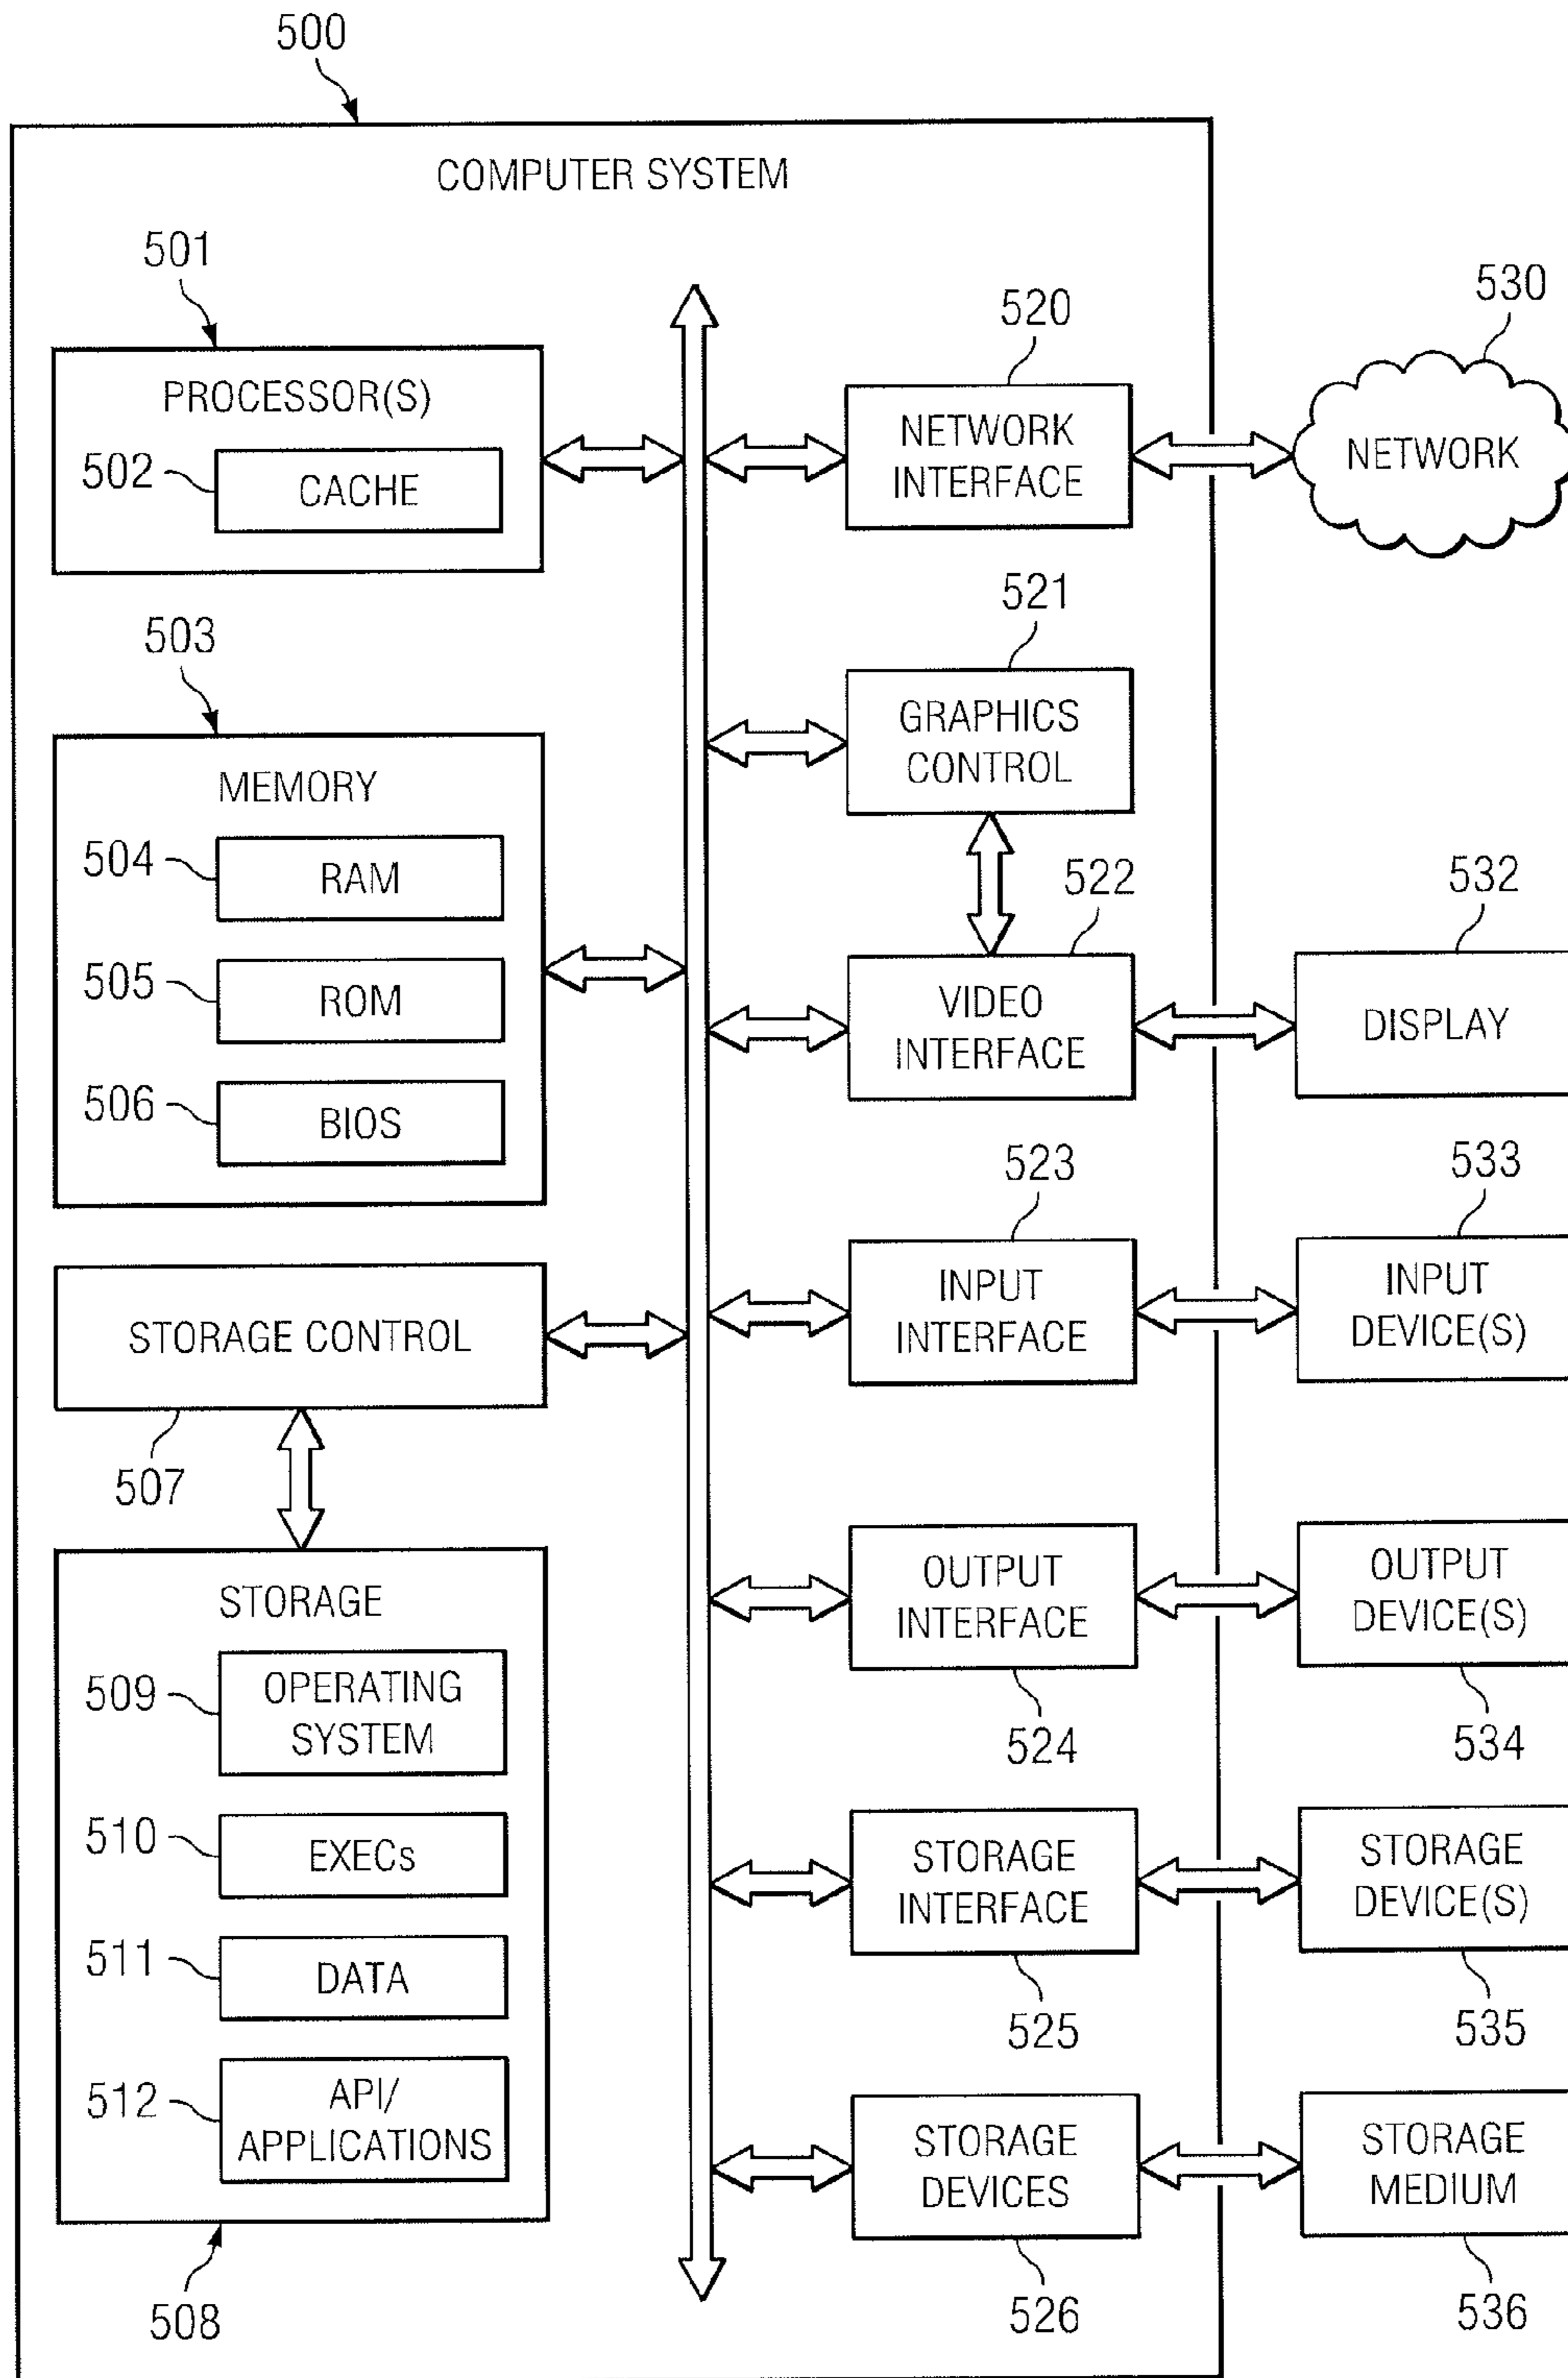 500
COMPUTER SYSTEM
501
PROCESSOR(S)
502
CACHE
503
MEMORY
504
RAM
505
ROM
506
BIOS
STORAGE CONTROL
507
STORAGE
509
OPERATING
SYSTEM
510
EXECs
511
DATA
512
API/
APPLICATIONS
508
520
NETWORK
INTERFACE
530
NETWORK
521
GRAPHICS
CONTROL
522
VIDEO
INTERFACE
532
DISPLAY
523
INPUT
INTERFACE
533
INPUT
DEVICE(S)
OUTPUT
INTERFACE
524
OUTPUT
DEVICE(S)
534
STORAGE
INTERFACE
525
STORAGE
DEVICE(S)
535
STORAGE
DEVICES
526
STORAGE
MEDIUM
536